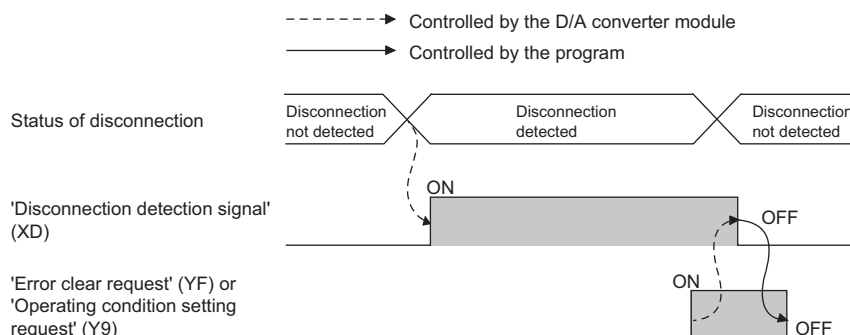 Controlled by the D/A converter module
Controlled by the program
Status of disconnection
Disconnection
not detected
Disconnection
detected
Disconnection
not detected
'Disconnection detection signal'
(XD)
ON
OFF
'Error clear request' (YF) or
'Operating condition setting
request' (Y9)
ON
OFF